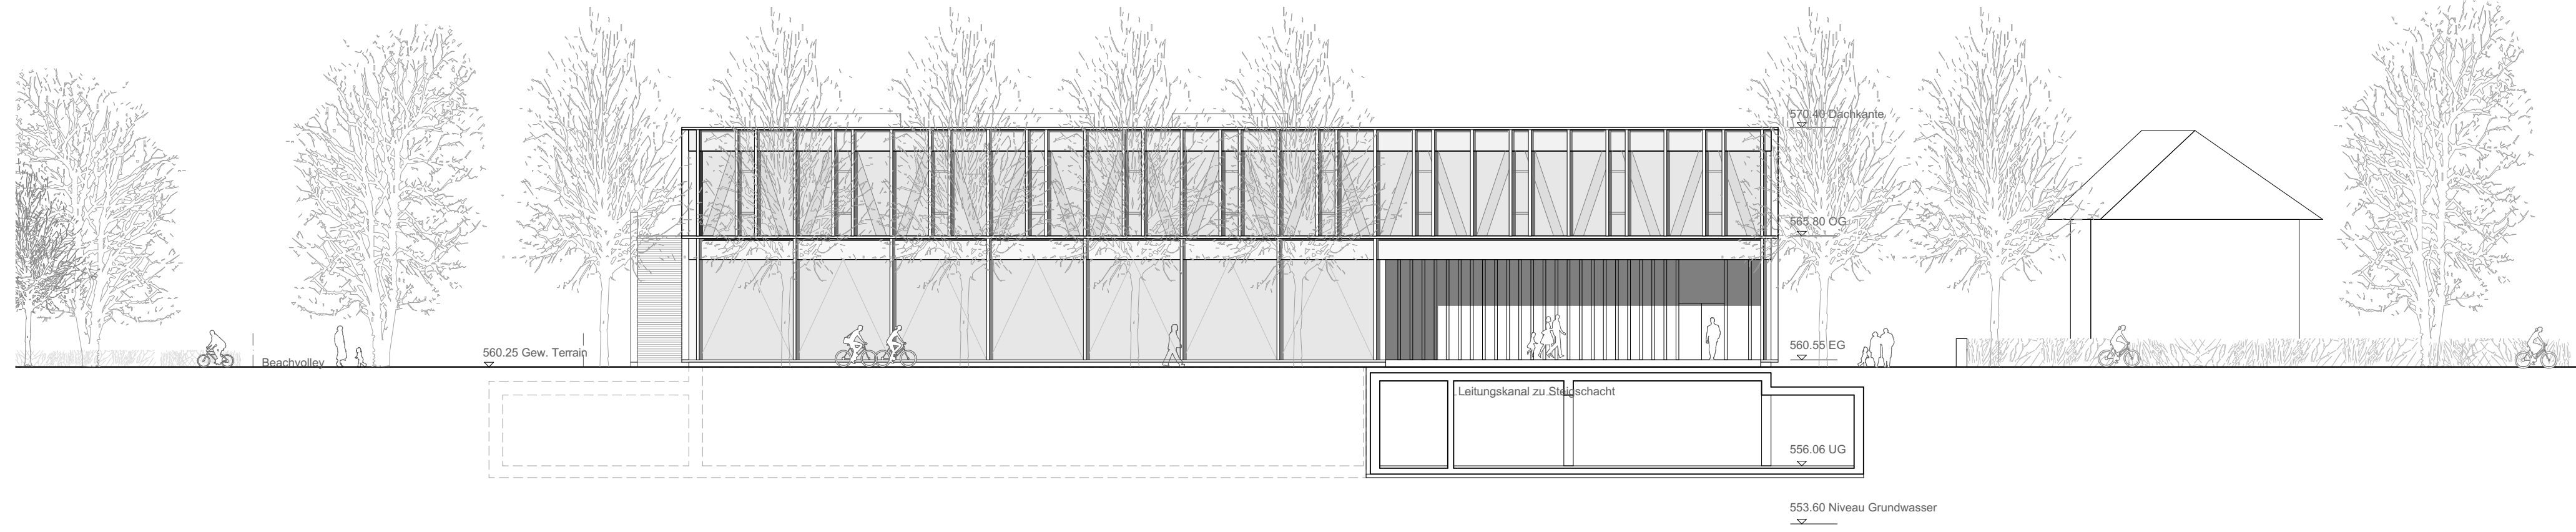 570.40 Dachkante
565.80 OG
560.25 Gew. Terrain
560.55 EG
Beachvolley
Leitungskanal zu Steigschacht
556.06 UG
553.60 Niveau Grundwasser